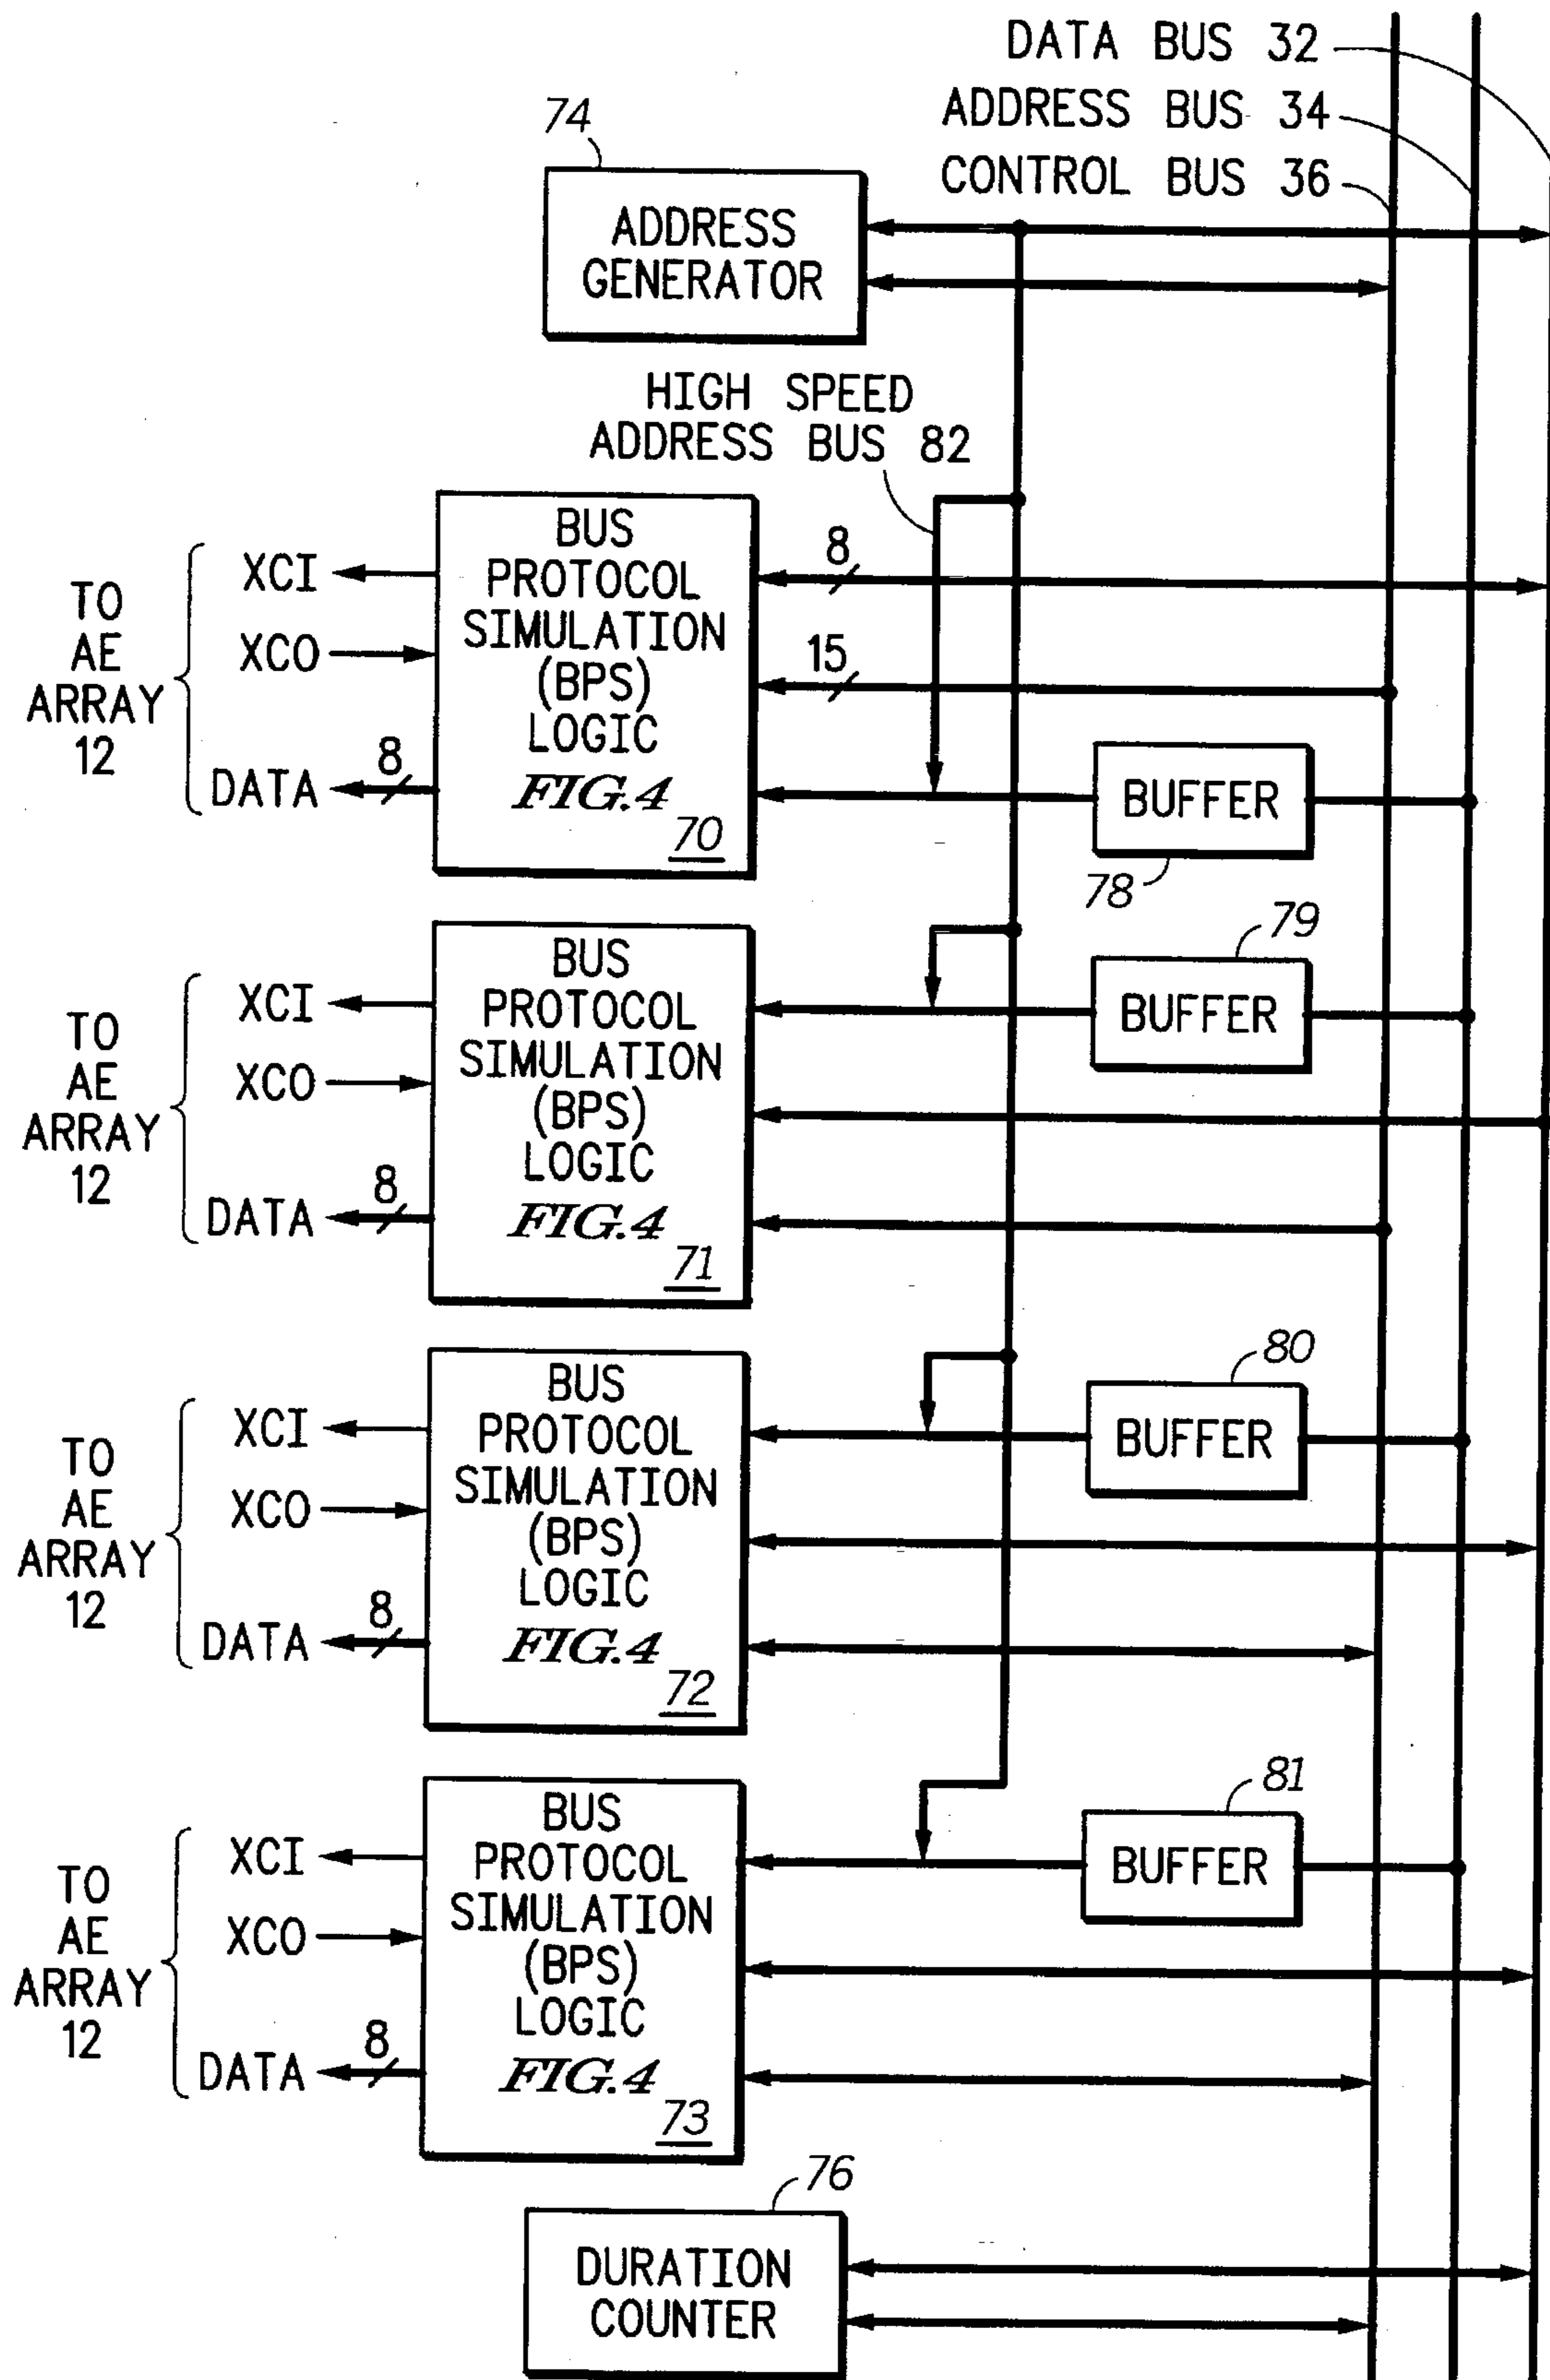 DATA BUS 32
ADDRESS BUS 34
CONTROL BUS 36
74
ADDRESS
GENERATOR
HIGH SPEED
ADDRESS BUS 82
TO
AE
ARRAY
12
XCI
XCO
DATA
8
BUS
PROTOCOL
SIMULATION
(BPS)
LOGIC
FIG.4
70
8
15
BUFFER
78
TO
AE
ARRAY
12
XCI
XCO
DATA
8
BUS
PROTOCOL
SIMULATION
(BPS)
LOGIC
FIG.4
71
79
BUFFER
TO
AE
ARRAY
12
XCI
XCO
DATA
8
BUS
PROTOCOL
SIMULATION
(BPS)
LOGIC
FIG.4
72
80
BUFFER
TO
AE
ARRAY
12
XCI
XCO
DATA
8
BUS
PROTOCOL
SIMULATION
(BPS)
LOGIC
FIG.4
73
81
BUFFER
76
DURATION
COUNTER